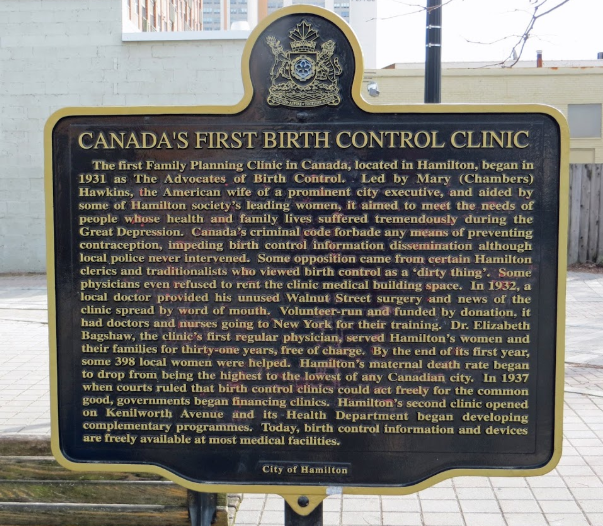 CANADA'S FIRST BIRTH CONTROL CLINIC
The first Family Planning Clinic in Canada, located in Hamilton, began in
1931 as The Advocates of Birth Control. Led by Mary (Chambers)
Hawkins, the American wife of a prominent city executive, and aided by
some of Hamilton society's leading women, it aimed to meet the needs of
people whose health and family lives suffered tremendously during the
Great Depression. Canada's criminal code forbade any means of preventing
contraception, impeding birth control information dissemination although
local police never intervened. Some opposition came from certain Hamilton
clerics and traditionalists who viewed birth control as a 'dirty thing'. Some
physicians even refused to rent the clinic medical building space. In 1932, a
local doctor provided his unused Walnut Street surgery and news of the
clinic spread by word of mouth. Volunteer-run and funded by donation, it
had doctors and nurses going to New York for their training. Dr. Elizabeth
Bagshaw, the clinic's first regular physician, served Hamilton's women and
their families for thirty-one years, free of charge. By the end of its first year,
some 398 local women were helped. Hamilton's maternal death rate began
to drop from being the highest to the lowest of any Canadian city. In 1937
when courts ruled that birth control clinics could act freely for the common
good, governments began financing clinics. Hamilton's second clinic opened
on Kenilworth Avenue and its Health Department began developing
complementary programmes. Today, birth control information and devices
are freely available at most medical facilities.
City of Hamilton